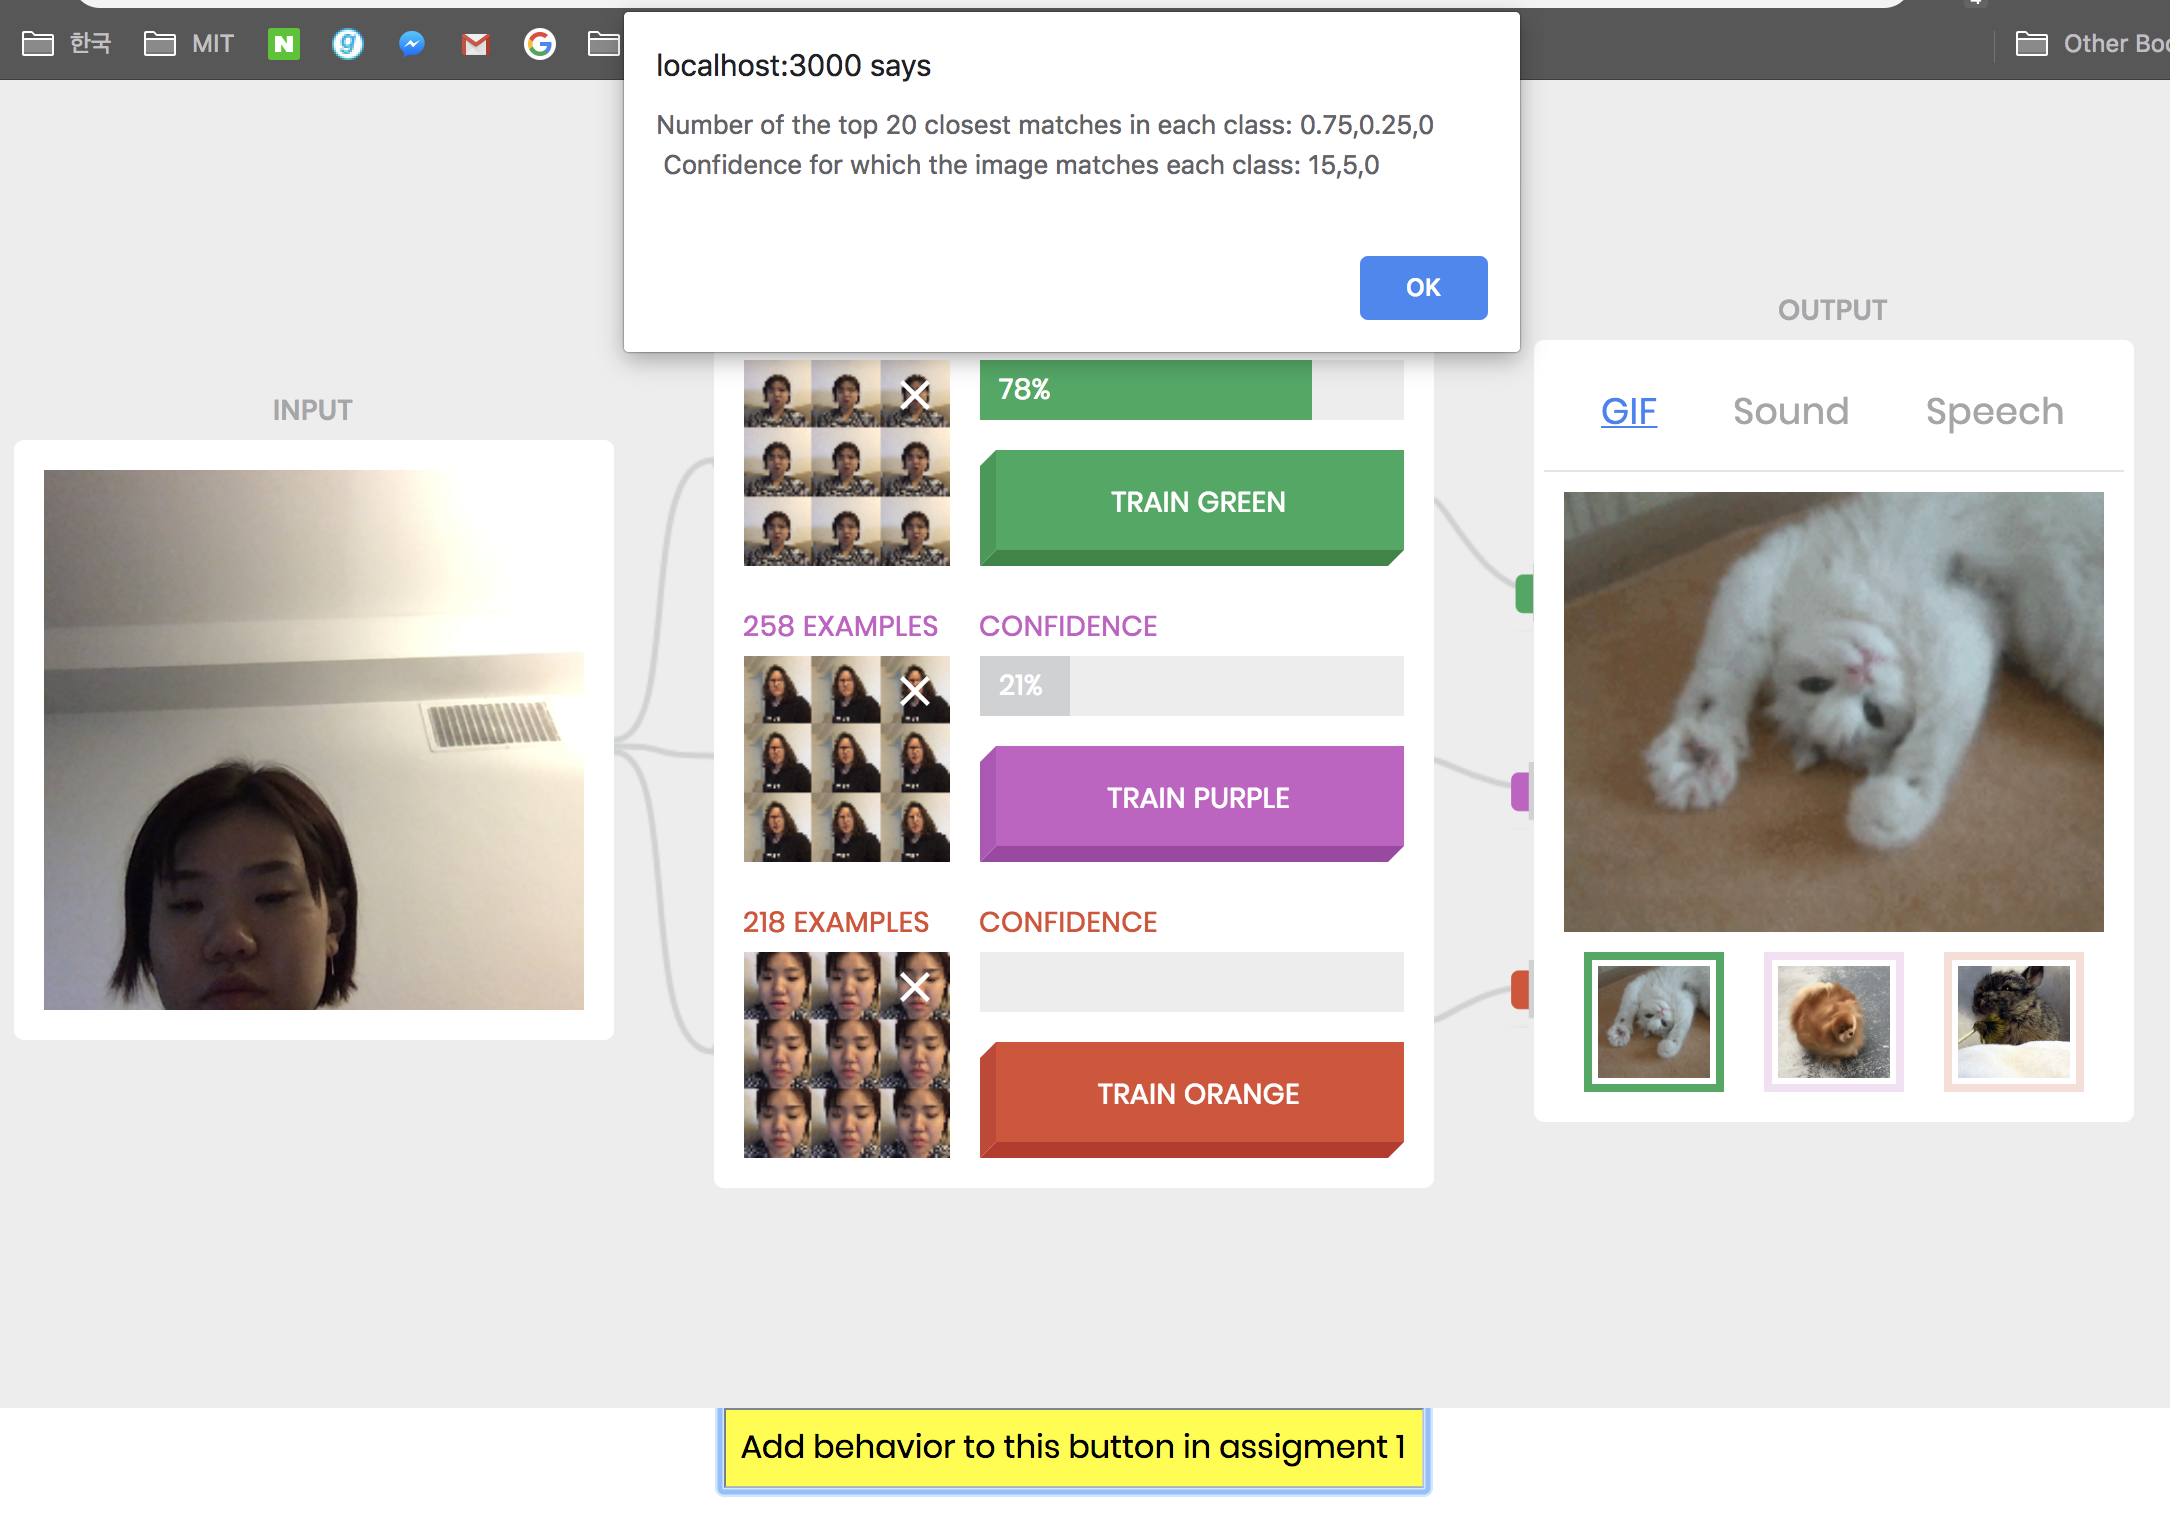 한국
MIT
N
g
G
Other Boo
localhost:3000 says
Number of the top 20 closest matches in each class: 0.75,0.25,0
Confidence for which the image matches each class: 15,5,0
OK
INPUT
78%
TRAIN GREEN
258 EXAMPLES CONFIDENCE
21%
TRAIN PURPLE
218 EXAMPLES CONFIDENCE
TRAIN ORANGE
OUTPUT
GIF Sound Speech
Add behavior to this button in assigment 1